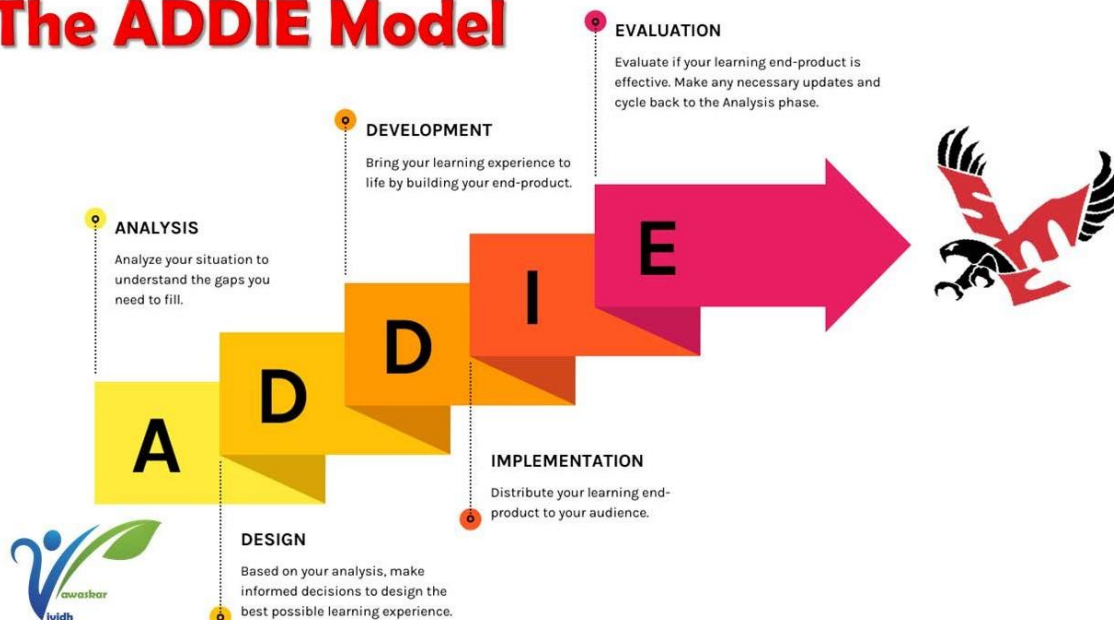 The ADDIE Model
EVALUATION
Evaluate if your learning end-product is
effective. Make any necessary updates and
cycle back to the Analysis phase.
DEVELOPMENT
Bring your learning experience to
life by building your end-product.
ANALYSIS
Analyze your situation to
understand the gaps you
need to fill.
A
D
D
I
E
SMC
IMPLEMENTATION
Distribute your learning end-
product to your audience.
DESIGN
Based on your analysis, make
informed decisions to design the
best possible learning experience.
awaskar
ividh